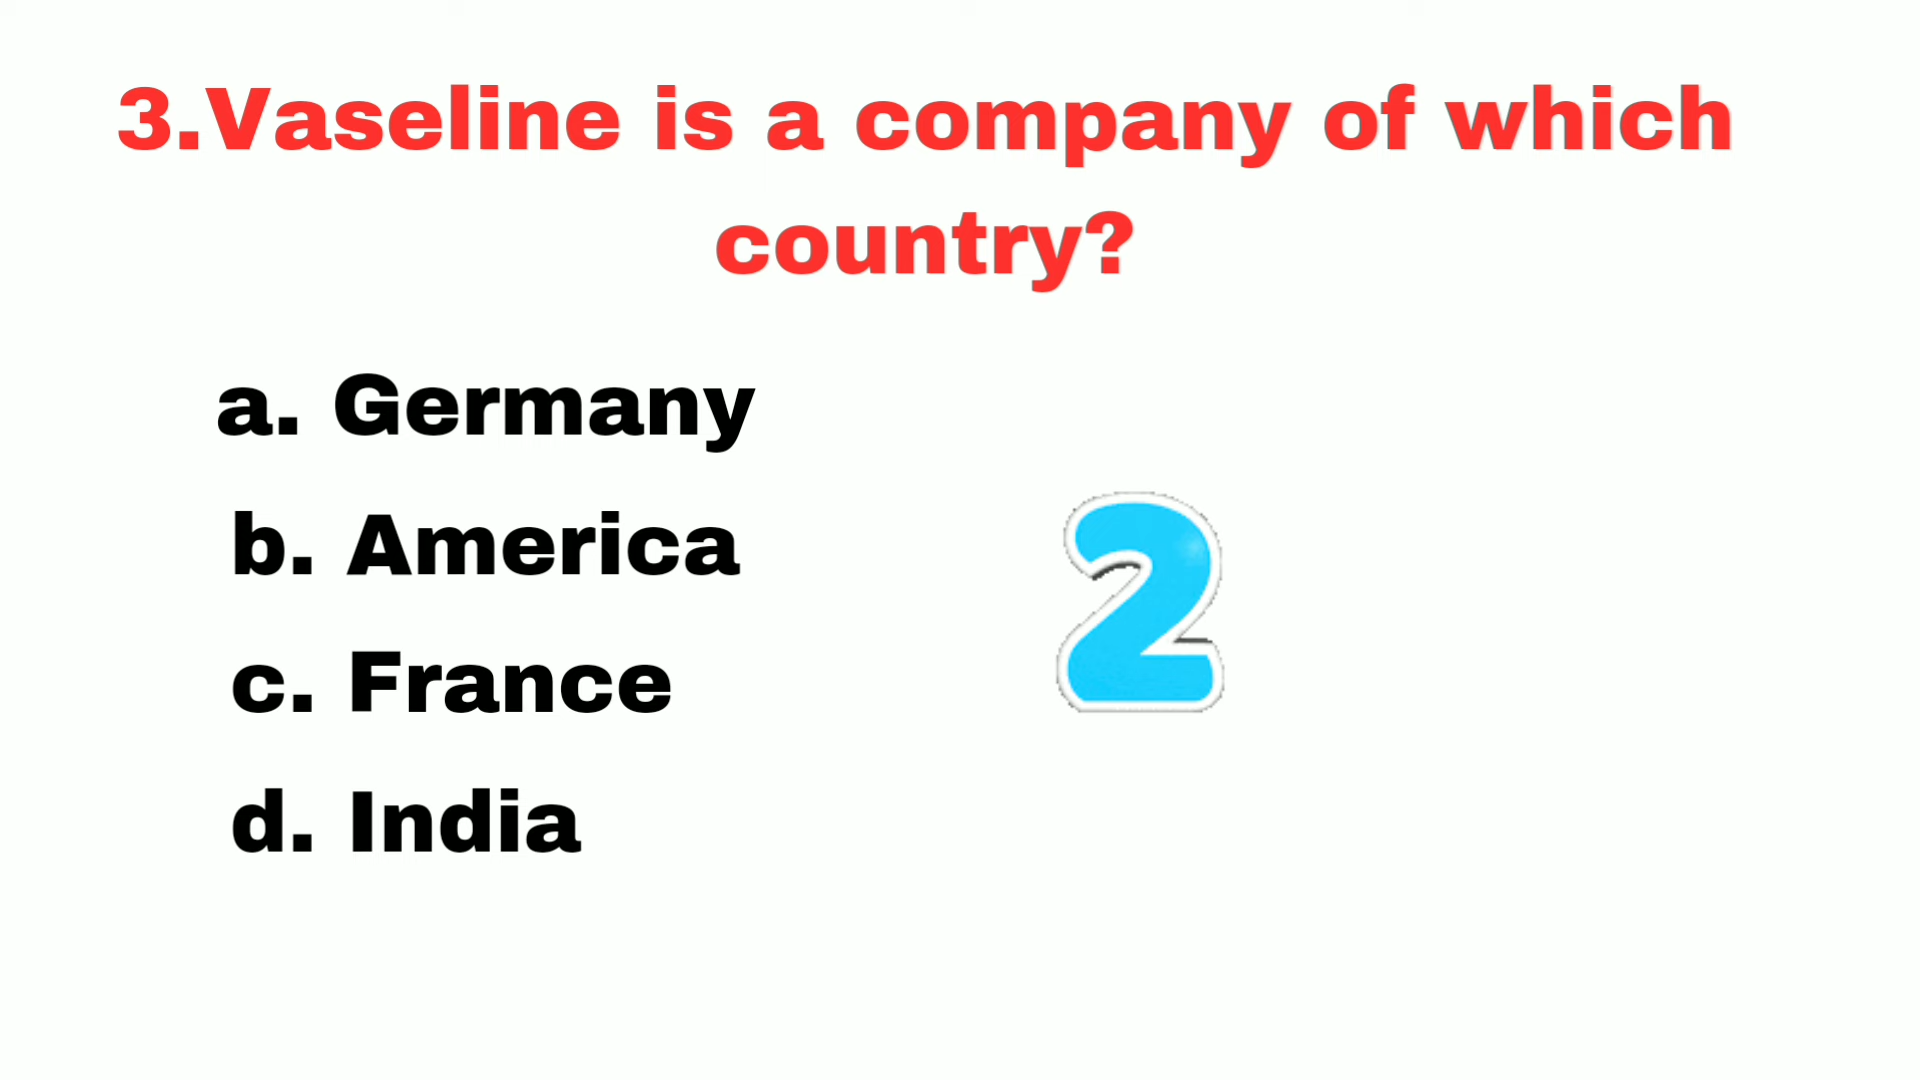 3.Vaseline is a company of which
country?
a. Germany
b. America
2
c. France
d. India